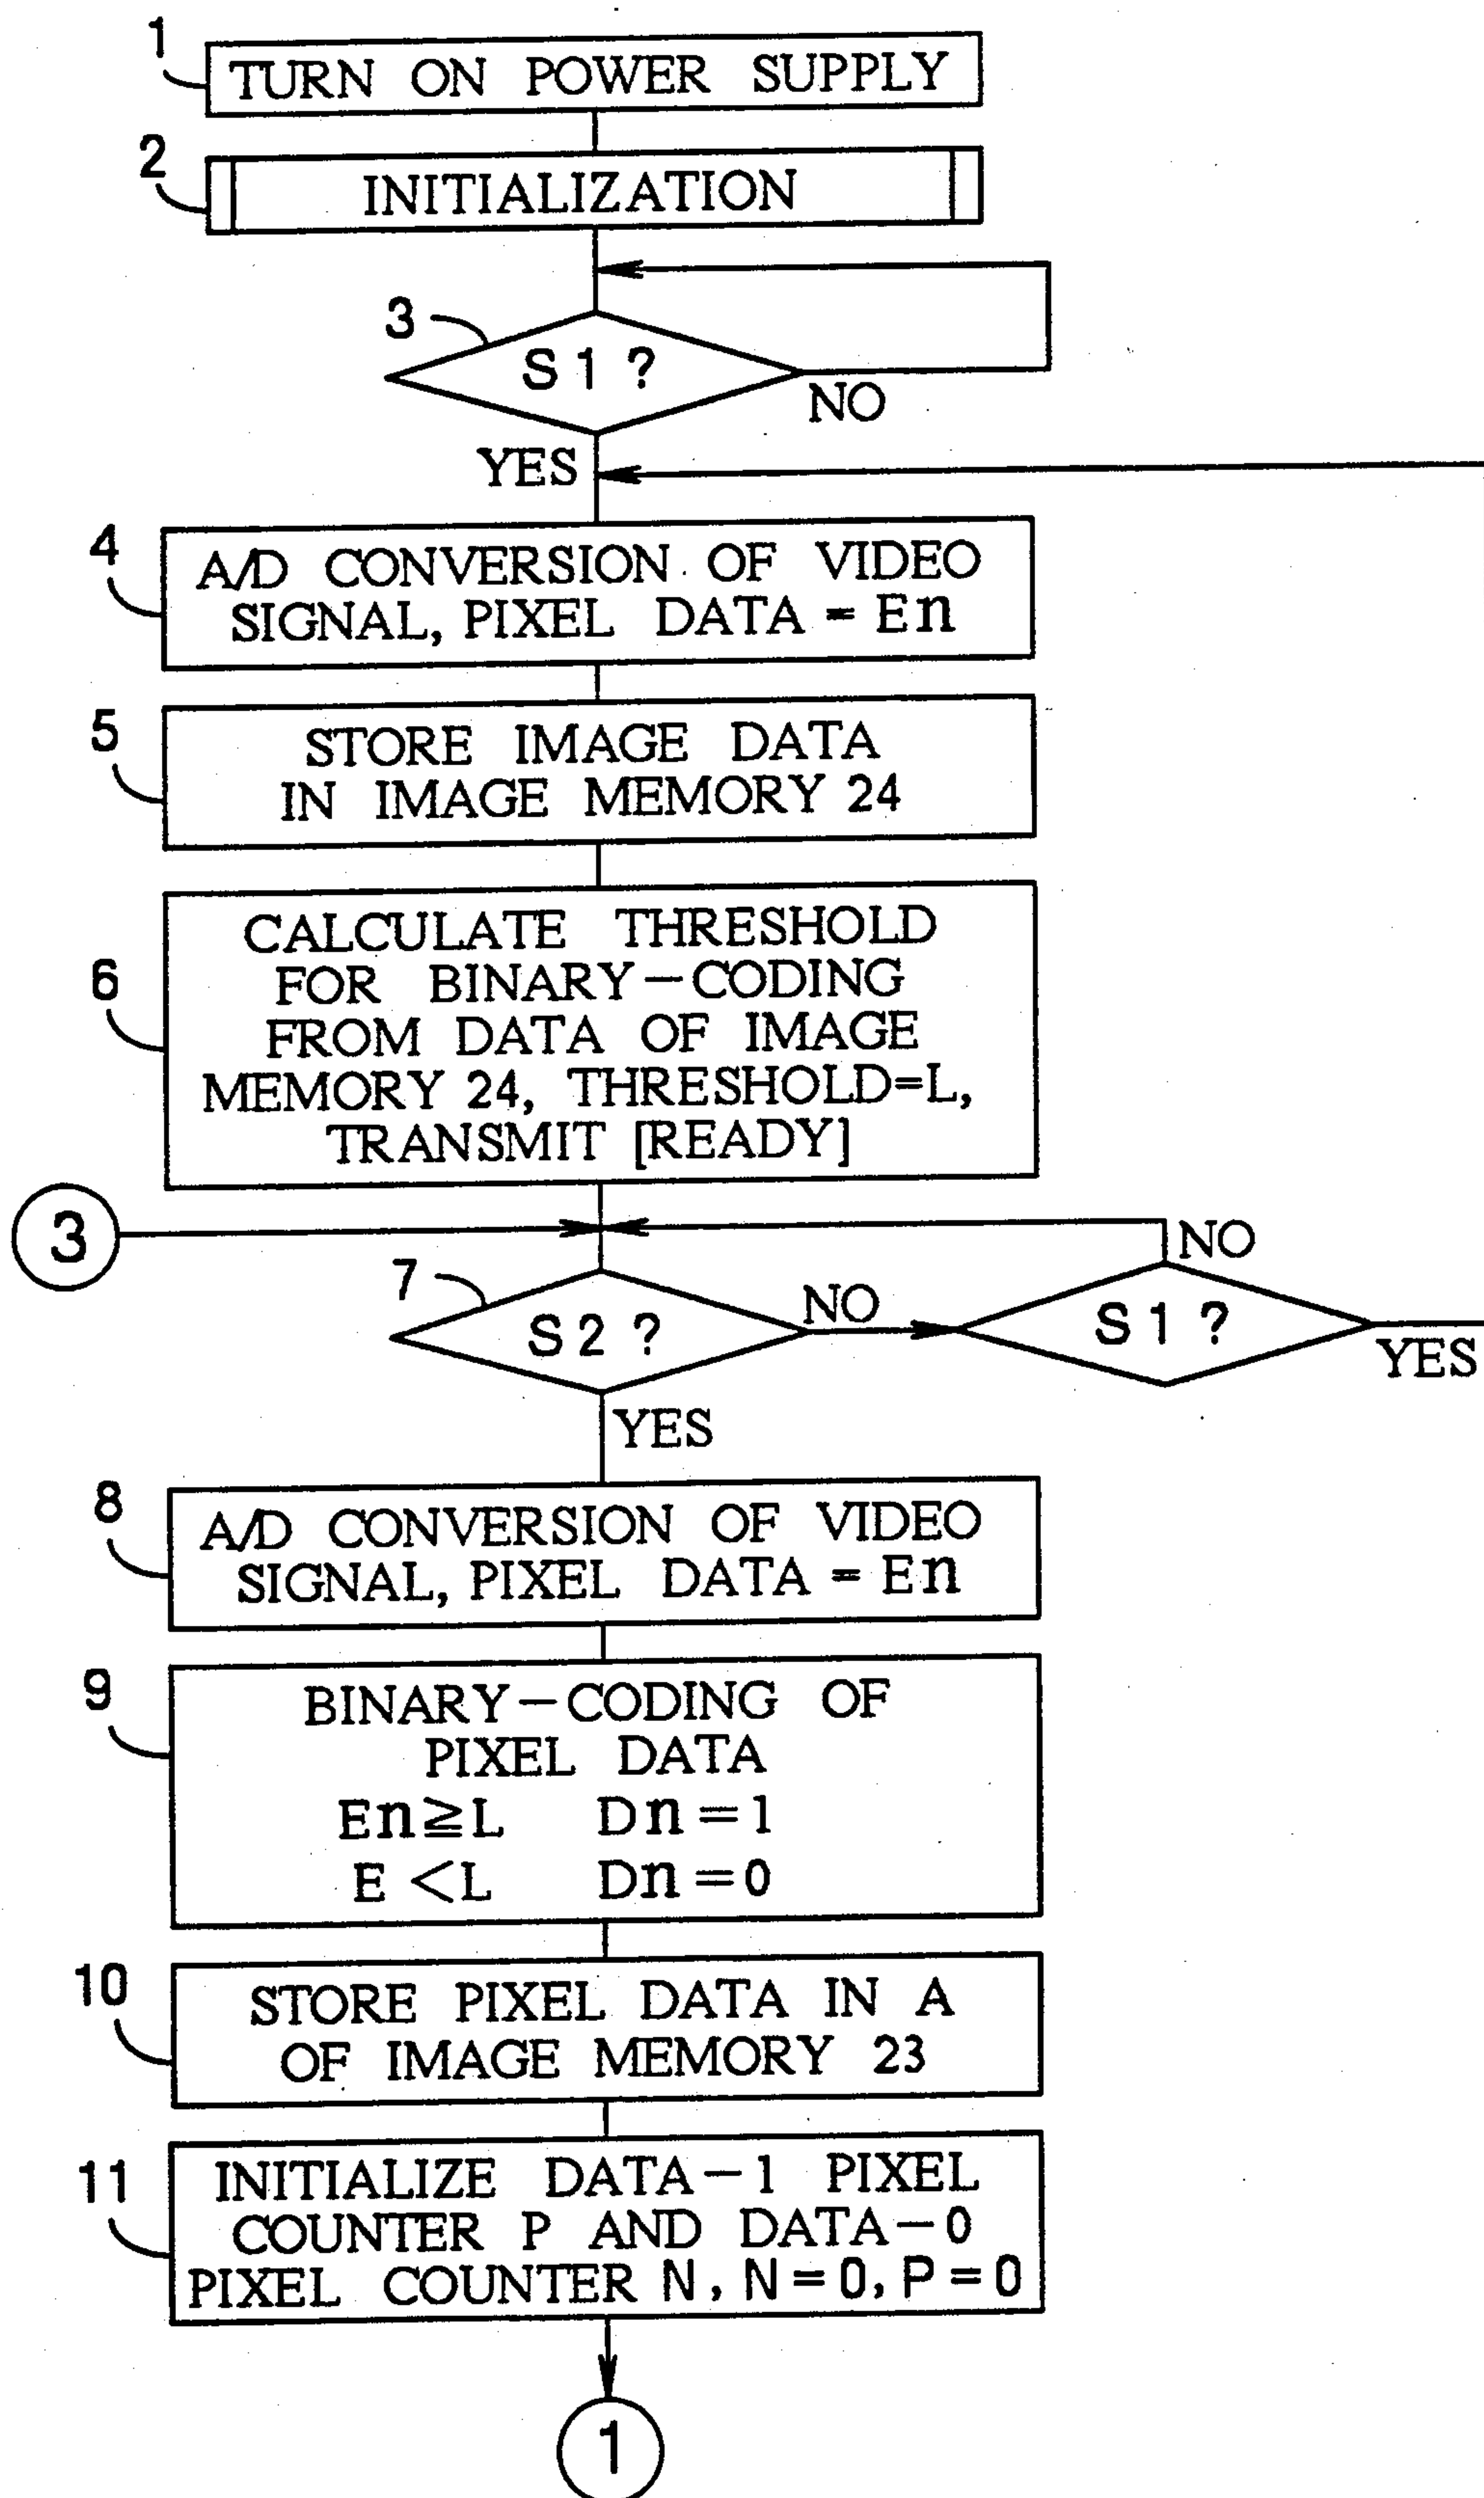 1
TURN ON POWER SUPPLY
2
INITIALIZATION
3
S1?
NO
YES
4
A/D CONVERSION OF VIDEO
SIGNAL, PIXEL DATA = En
5
STORE IMAGE DATA
IN IMAGE MEMORY 24
6
CALCULATE THRESHOLD
FOR BINARY-CODING
FROM DATA OF IMAGE
MEMORY 24, THRESHOLD=L,
TRANSMIT [READY]
3
7
S2?
NO
S1?
NO
YES
YES
8
A/D CONVERSION OF VIDEO
SIGNAL, PIXEL DATA = En
9
BINARY-CODING OF
PIXEL DATA
En≧L Dn=1
E <L Dn=0
10
STORE PIXEL DATA IN A
OF IMAGE MEMORY 23
11
INITIALIZE DATA-1 PIXEL
COUNTER P AND DATA-0
PIXEL COUNTER N, N=0, P=0
1